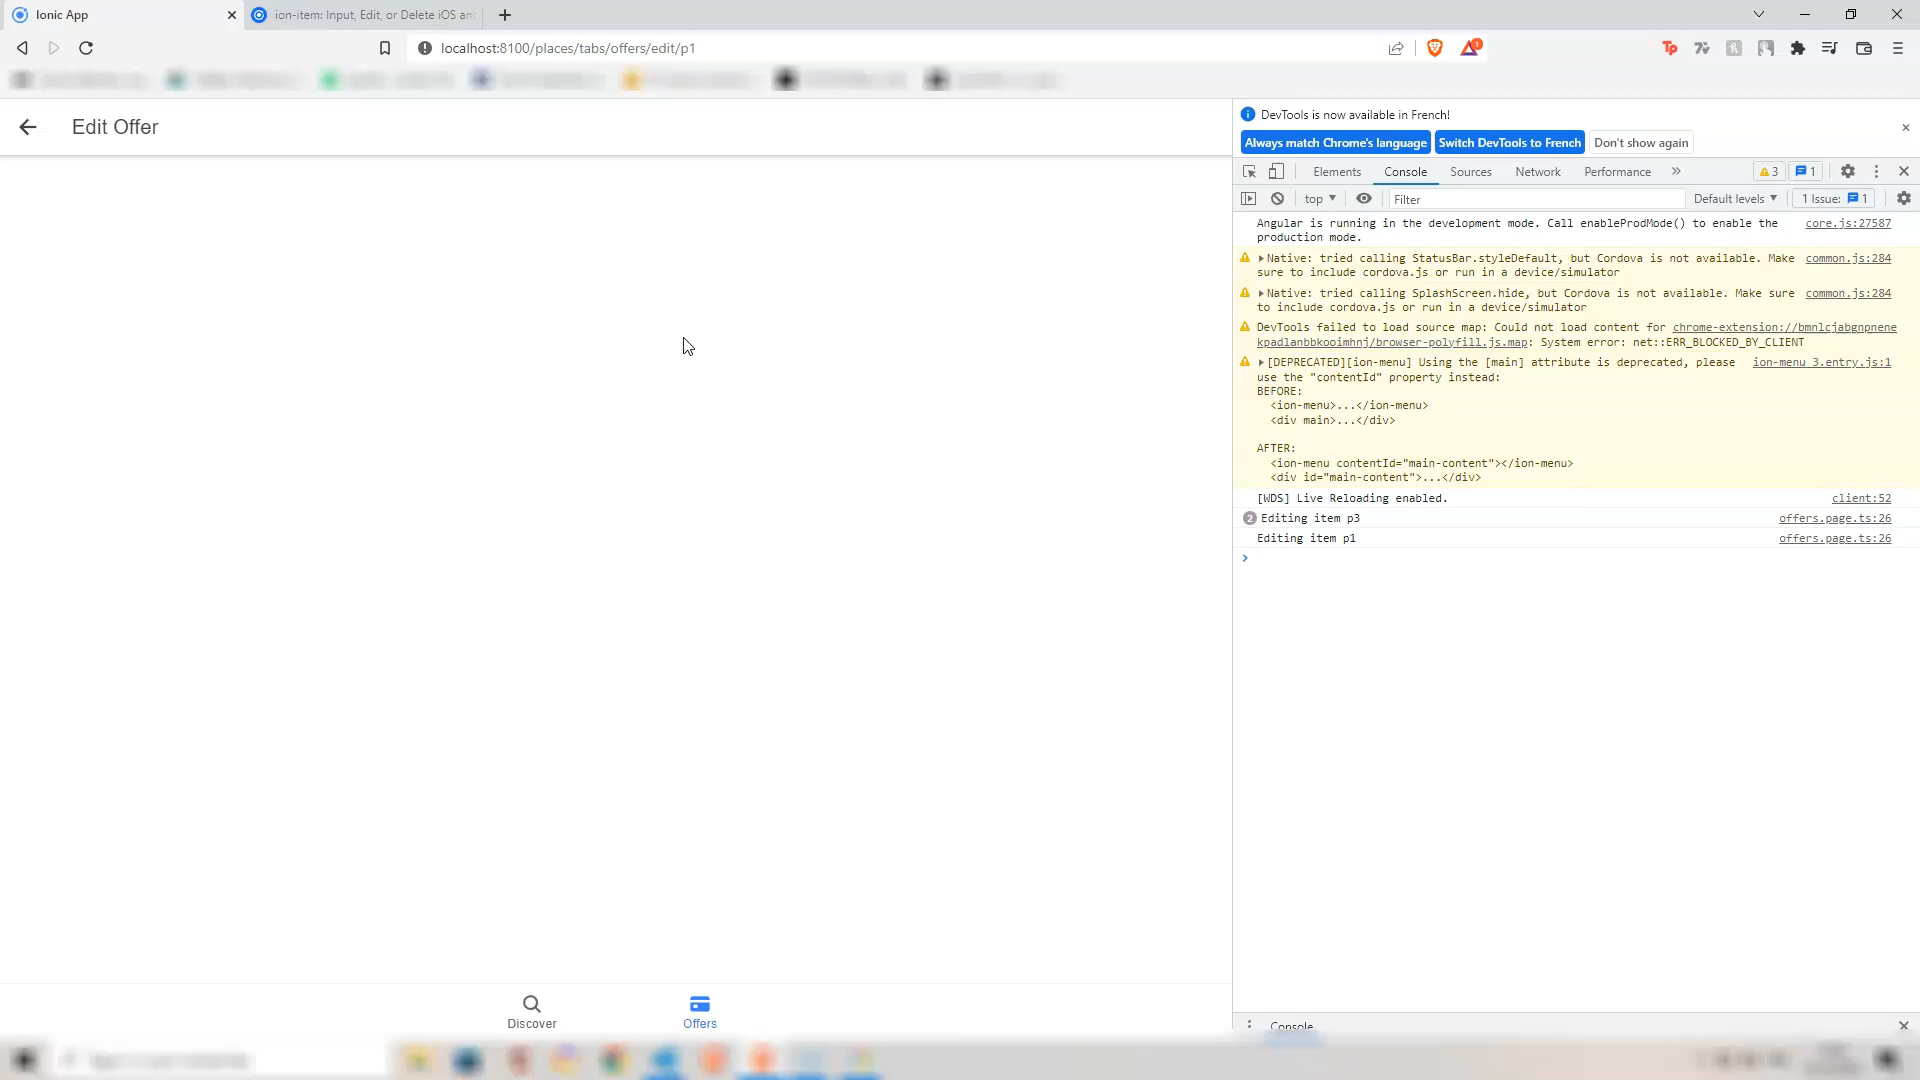 Ionic App
ion-item: Input, Edit, or Delete iOS an
localhost:8100/places/tabs/offers/edit/p1
Tp
1
Edit Offer
DevTools is now available in French!
Always match Chrome's language
Switch DevTools to French
Don't show again
Elements
Console
Sources
Network
Performance
3
1
top
Filter
Default levels
1 Issue:
1
Angular is running in the development mode. Call enableProdMode() to enable the
core.js:27587
production mode.
Native: tried calling StatusBar.styleDefault, but Cordova is not available. Make
common.js:284
sure to include cordova.js or run in a device/simulator
Native: tried calling SplashScreen.hide, but Cordova is not available. Make sure
common.js:284
to include cordova.js or run in a device/simulator
DevTools failed to load source map: Could not load content for chrome-extension://bmnlcjabgnpnene
kpadlanbbkooimhnj/browser-polyfill.js.map: System error: net::ERR_BLOCKED_BY_CLIENT
[DEPRECATED][ion-menu] Using the [main] attribute is deprecated, please
ion-menu 3.entry.js:1
use the "contentId" property instead:
BEFORE:
<ion-menu>...</ion-menu>
<div main>...</div>
AFTER:
<ion-menu contentId="main-content"></ion-menu>
<div id="main-content">...</div>
[WDS] Live Reloading enabled.
client:52
2
Editing item p3
offers.page.ts:26
Editing item p1
offers.page.ts:26
Discover
Offers
Console